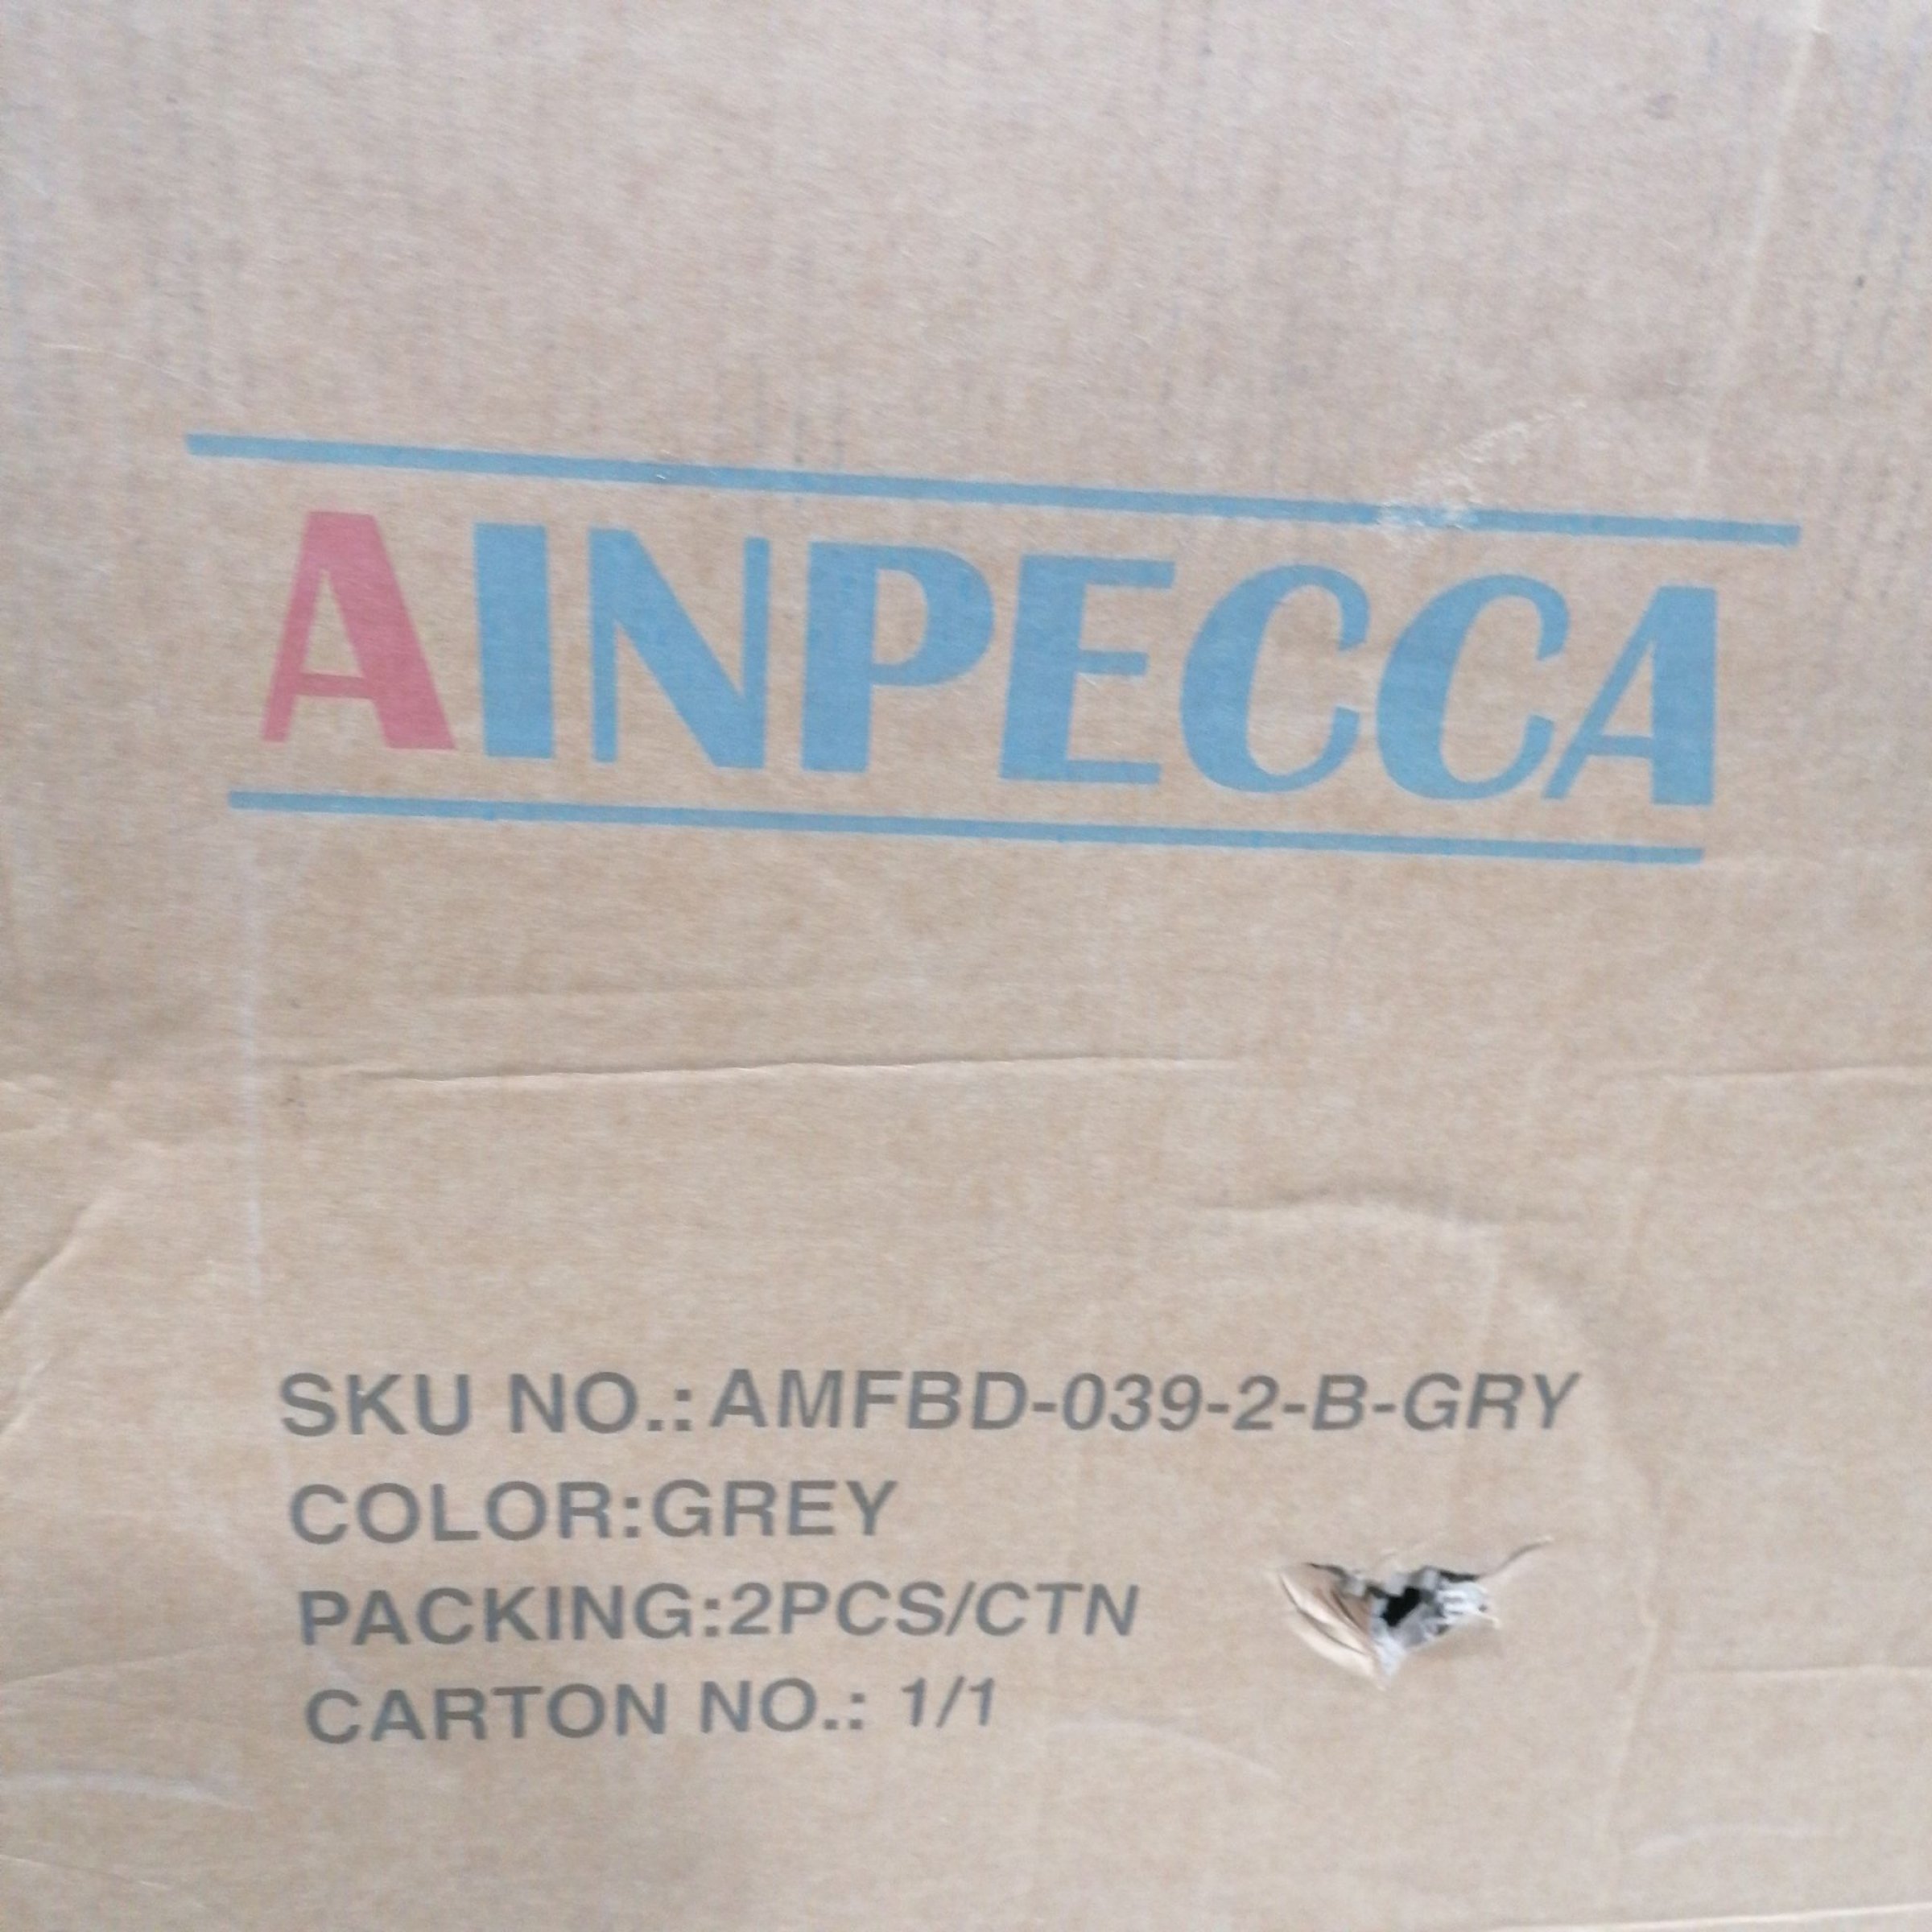 AINPECCA
SKU NO.: AMFBD-039-2-B-GRY
COLOR:GREY
PACKING:2PCS/CTN
CARTON NO.: 1/1